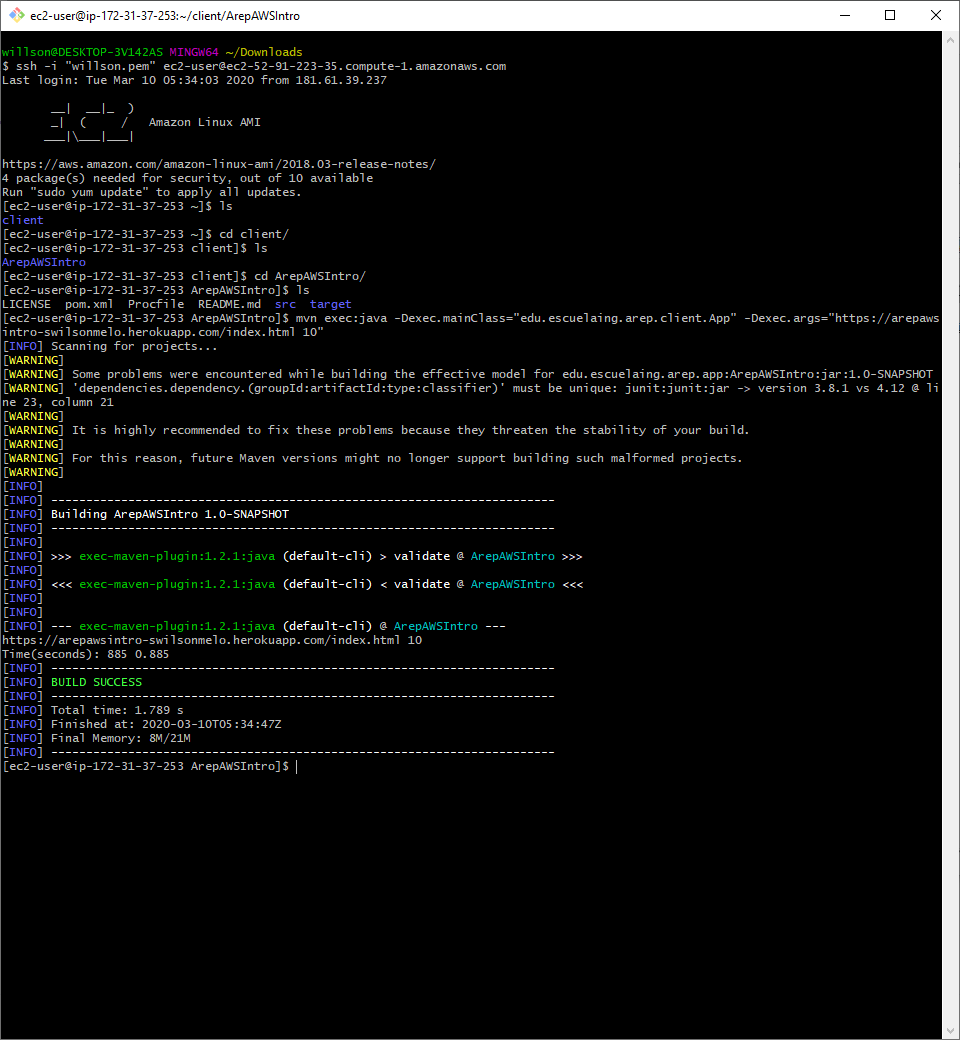 ec2-user@ip-172-31-37-253:~/client/ArepAWSIntro
willson@DESKTOP-3V142AS MINGW64 ~/Downloads
$ ssh -i "willson.pem" ec2-user@ec2-52-91-223-35.compute-1.amazonaws.com
Last login: Tue Mar 10 05:34:03 2020 from 181.61.39.237
       __|  __|_  )
       _|  (     /   Amazon Linux AMI
      ___|\___|___|
https://aws.amazon.com/amazon-linux-ami/2018.03-release-notes/
4 package(s) needed for security, out of 10 available
Run "sudo yum update" to apply all updates.
[ec2-user@ip-172-31-37-253 ~]$ ls
client
[ec2-user@ip-172-31-37-253 ~]$ cd client/
[ec2-user@ip-172-31-37-253 client]$ ls
ArepAWSIntro
[ec2-user@ip-172-31-37-253 client]$ cd ArepAWSIntro/
[ec2-user@ip-172-31-37-253 ArepAWSIntro]$ ls
LICENSE  pom.xml  Procfile  README.md  src  target
[ec2-user@ip-172-31-37-253 ArepAWSIntro]$ mvn exec:java -Dexec.mainClass="edu.escuelaing.arep.client.App" -Dexec.args="https://arepaws
intro-swilsonmelo.herokuapp.com/index.html 10"
[INFO] Scanning for projects...
[WARNING]
[WARNING] Some problems were encountered while building the effective model for edu.escuelaing.arep.app:ArepAWSIntro:jar:1.0-SNAPSHOT
[WARNING] 'dependencies.dependency.(groupId:artifactId:type:classifier)' must be unique: junit:junit:jar -> version 3.8.1 vs 4.12 @ li
ne 23, column 21
[WARNING]
[WARNING] It is highly recommended to fix these problems because they threaten the stability of your build.
[WARNING]
[WARNING] For this reason, future Maven versions might no longer support building such malformed projects.
[WARNING]
[INFO]
[INFO] ------------------------------------------------------------------------
[INFO] Building ArepAWSIntro 1.0-SNAPSHOT
[INFO] ------------------------------------------------------------------------
[INFO]
[INFO] >>> exec-maven-plugin:1.2.1:java (default-cli) > validate @ ArepAWSIntro >>>
[INFO]
[INFO] <<< exec-maven-plugin:1.2.1:java (default-cli) < validate @ ArepAWSIntro <<<
[INFO]
[INFO]
[INFO] --- exec-maven-plugin:1.2.1:java (default-cli) @ ArepAWSIntro ---
https://arepawsintro-swilsonmelo.herokuapp.com/index.html 10
Time(seconds): 885 0.885
[INFO] ------------------------------------------------------------------------
[INFO] BUILD SUCCESS
[INFO] ------------------------------------------------------------------------
[INFO] Total time: 1.789 s
[INFO] Finished at: 2020-03-10T05:34:47Z
[INFO] Final Memory: 8M/21M
[INFO] ------------------------------------------------------------------------
[ec2-user@ip-172-31-37-253 ArepAWSIntro]$